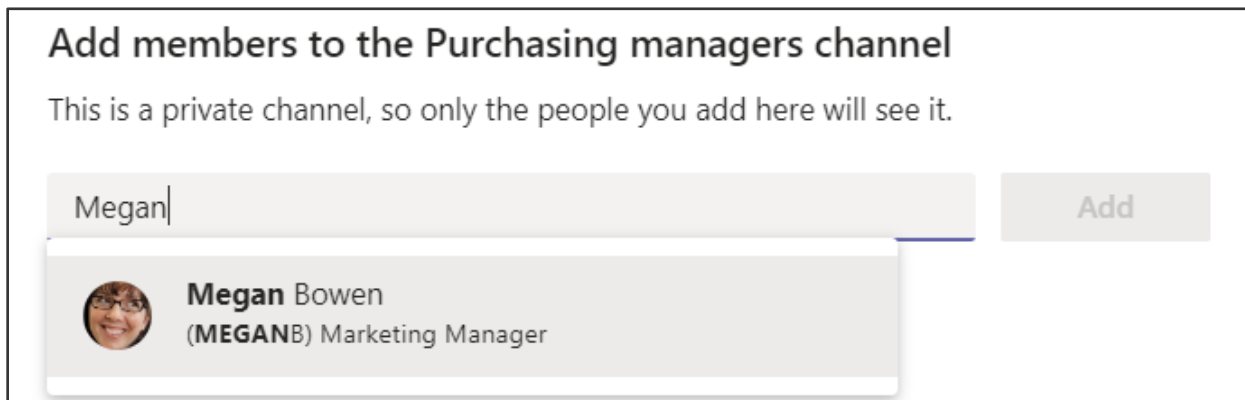 Add members to the Purchasing managers channel
This is a private channel, so only the people you add here will see it.
Megan
Add
Megan Bowen
(MEGANB) Marketing Manager